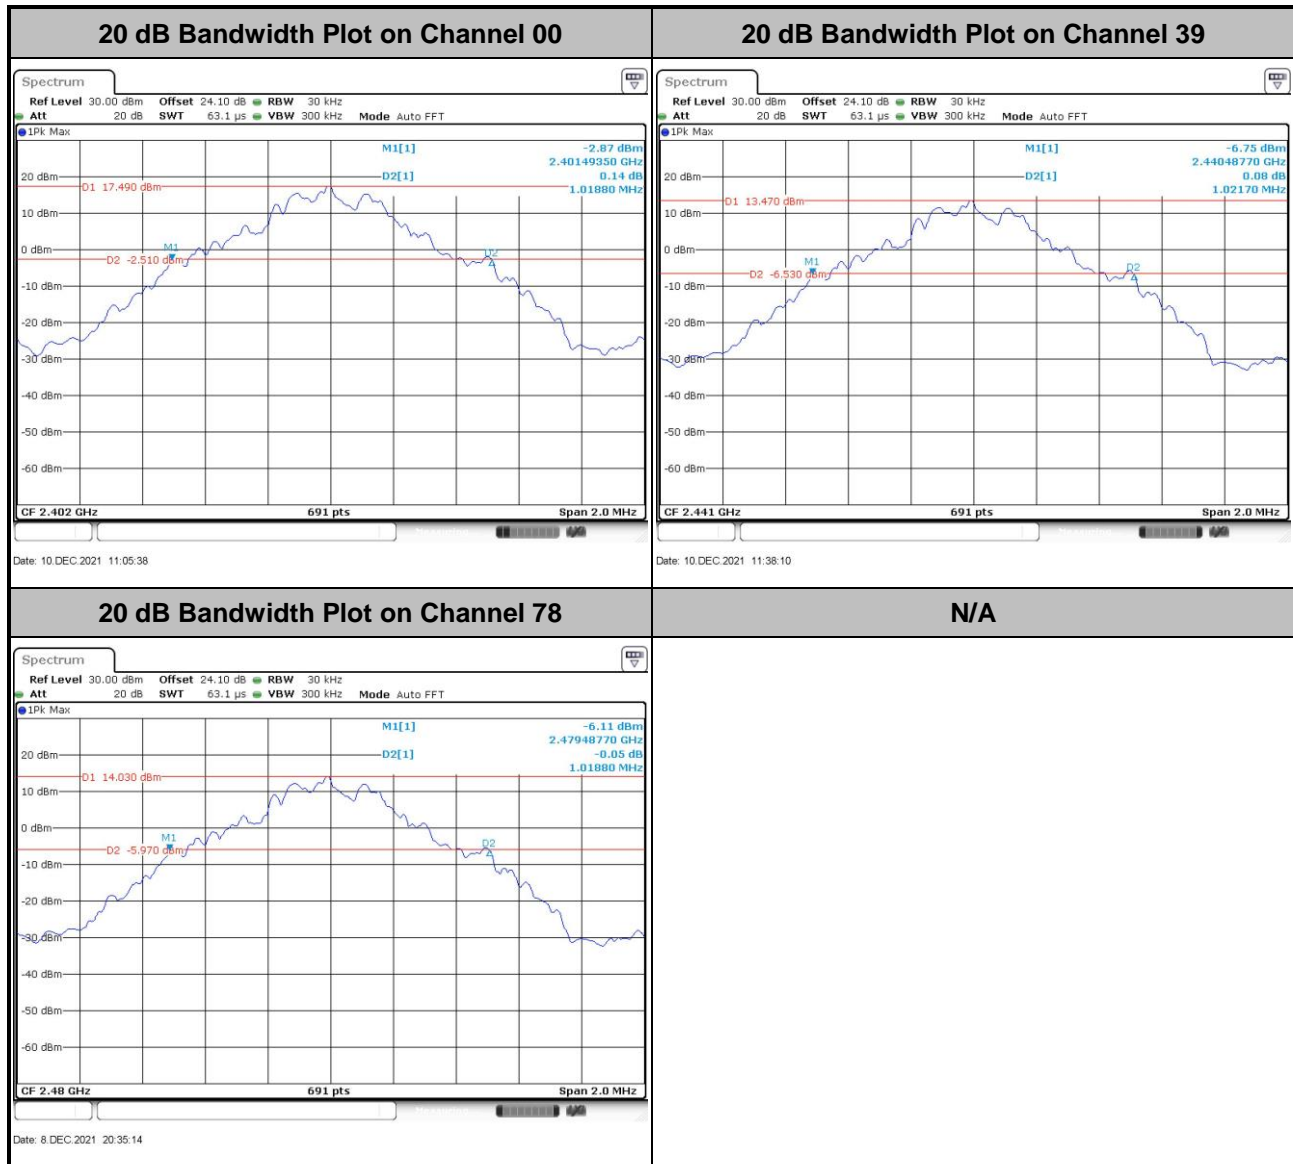 20 dB Bandwidth Plot on Channel 00
20 dB Bandwidth Plot on Channel 39
Spectrum
Ref Level 30.00 dBm Offset 24.10 dB RBW 30 kHz
Att 20 dB SWT 63.1 µs VBW 300 kHz Mode Auto FFT
1Pk Max
M1[1] -2.87 dBm
2.40149350 GHz
D2[1] 0.14 dB
1.01880 MHz
20 dBm
D1 17.490 dBm
10 dBm
0 dBm
M1
D2
D2 -2.510 dBm
-10 dBm
-20 dBm
-30 dBm
-40 dBm
-50 dBm
-60 dBm
CF 2.402 GHz 691 pts Span 2.0 MHz
Date: 10.DEC.2021 11:05:38
Spectrum
Ref Level 30.00 dBm Offset 24.10 dB RBW 30 kHz
Att 20 dB SWT 63.1 µs VBW 300 kHz Mode Auto FFT
1Pk Max
M1[1] -6.75 dBm
2.44048770 GHz
D2[1] 0.08 dB
1.02170 MHz
20 dBm
D1 13.470 dBm
10 dBm
0 dBm
M1
D2
D2 -6.530 dBm
-10 dBm
-20 dBm
-30 dBm
-40 dBm
-50 dBm
-60 dBm
CF 2.441 GHz 691 pts Span 2.0 MHz
Date: 10.DEC.2021 11:38:10
20 dB Bandwidth Plot on Channel 78
N/A
Spectrum
Ref Level 30.00 dBm Offset 24.10 dB RBW 30 kHz
Att 20 dB SWT 63.1 µs VBW 300 kHz Mode Auto FFT
1Pk Max
M1[1] -6.11 dBm
2.47948770 GHz
D2[1] -0.05 dB
1.01880 MHz
20 dBm
D1 14.030 dBm
10 dBm
0 dBm
M1
D2
D2 -5.970 dBm
-10 dBm
-20 dBm
-30 dBm
-40 dBm
-50 dBm
-60 dBm
CF 2.48 GHz 691 pts Span 2.0 MHz
Date: 8.DEC.2021 20:35:14